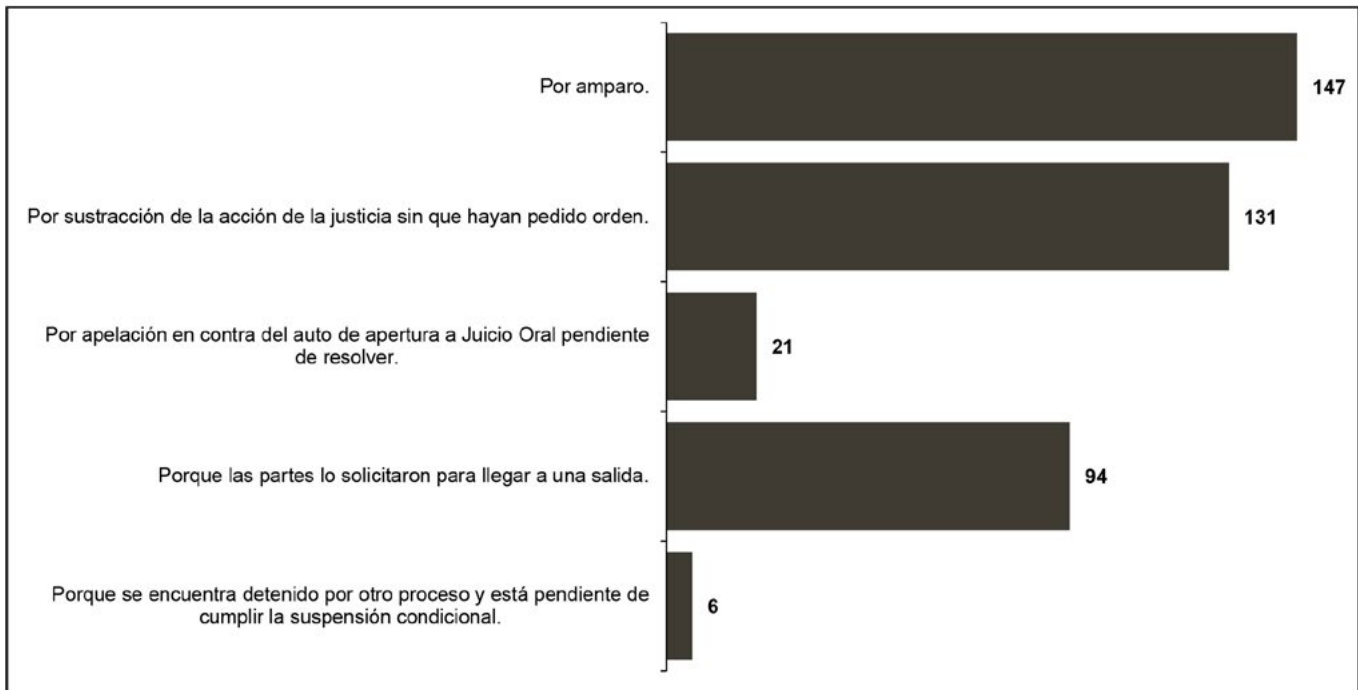 Por amparo.
147
Por sustracción de la acción de la justicia sin que hayan pedido orden.
131
Por apelación en contra del auto de apertura a Juicio Oral pendiente
de resolver.
21
Porque las partes lo solicitaron para llegar a una salida.
94
Porque se encuentra detenido por otro proceso y está pendiente de
cumplir la suspensión condicional.
6